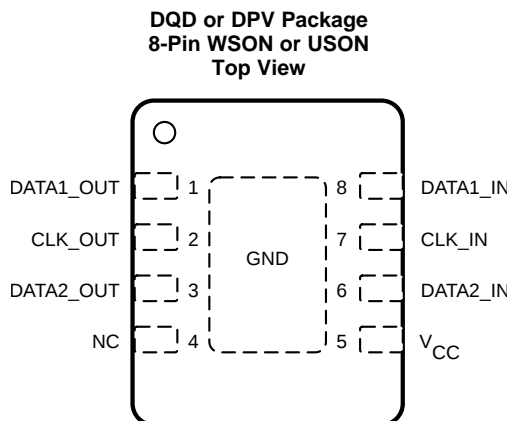 DQD or DPV Package
8-Pin WSON or USON
Top View
DATA1_OUT 1 8 DATA1_IN
CLK_OUT 2 7 CLK_IN
GND
DATA2_OUT 3 6 DATA2_IN
NC 4 5 VCC